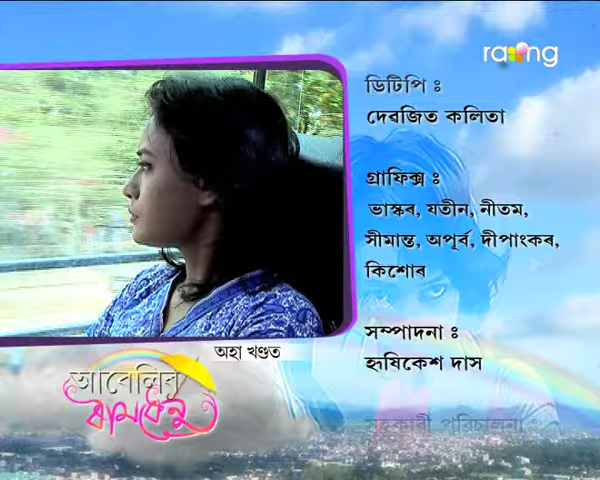 rang
ডিটিপি ঃ
দেৱজিত কলিতা
গ্ৰাফিক্স ঃ
ভাস্কৰ, যতীন, নীতম,
সীমান্ত, অপূৰ্ব, দীপাংকৰ,
কিশোৰ
সম্পাদনা ঃ
হৃষিকেশ দাস
সহকাৰী পৰিচালনা ঃ
অহা খণ্ডত
আবেলিৰ
ৰামধেনু